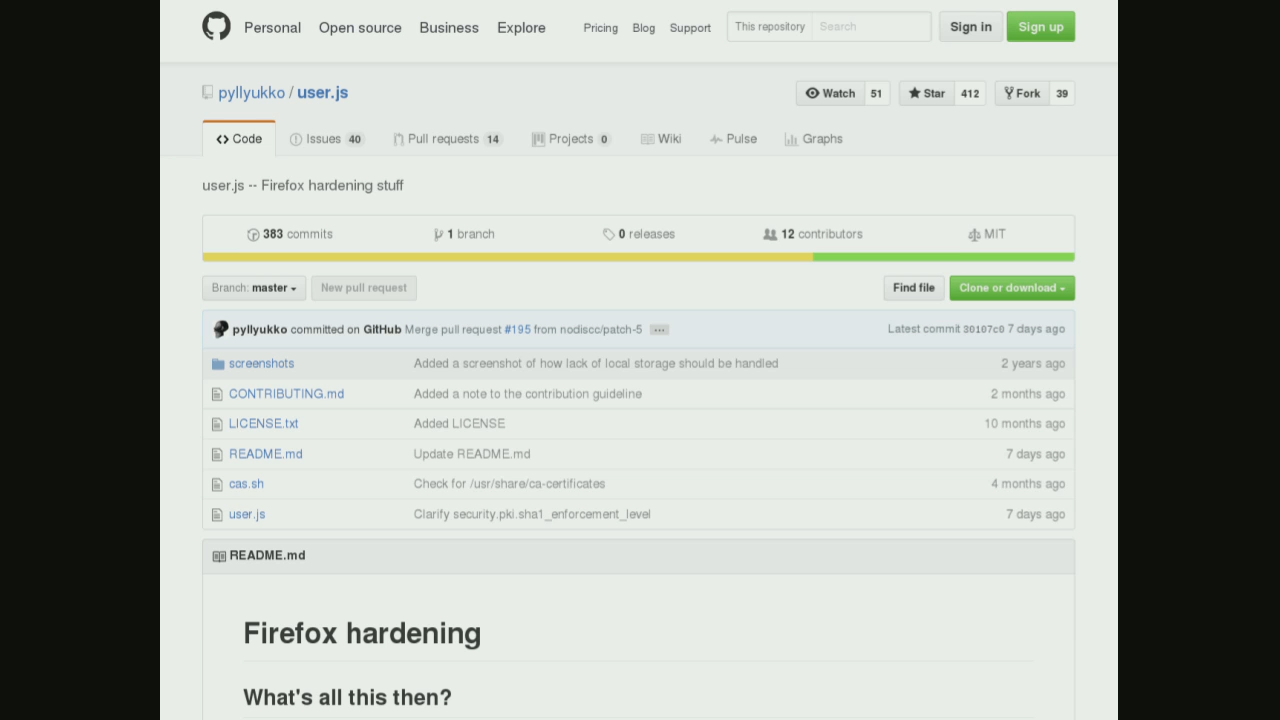 Personal Open source Business Explore Pricing Blog Support This repository Search Sign in Sign up
pyllyukko / user.js Watch 51 Star 412 Fork 39
Code Issues 40 Pull requests 14 Projects 0 Wiki Pulse Graphs
user.js -- Firefox hardening stuff
383 commits 1 branch 0 releases 12 contributors MIT
Branch: master New pull request Find file Clone or download
pyllyukko committed on GitHub Merge pull request #195 from nodiscc/patch-5 ... Latest commit 30107c0 7 days ago
screenshots Added a screenshot of how lack of local storage should be handled 2 years ago
CONTRIBUTING.md Added a note to the contribution guideline 2 months ago
LICENSE.txt Added LICENSE 10 months ago
README.md Update README.md 7 days ago
cas.sh Check for /usr/share/ca-certificates 4 months ago
user.js Clarify security.pki.sha1_enforcement_level 7 days ago
README.md
Firefox hardening
What's all this then?